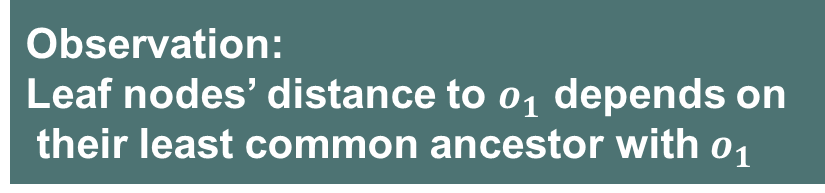 Observation:
Leaf nodes’ distance to 𝒐₁ depends on
their least common ancestor with 𝒐₁